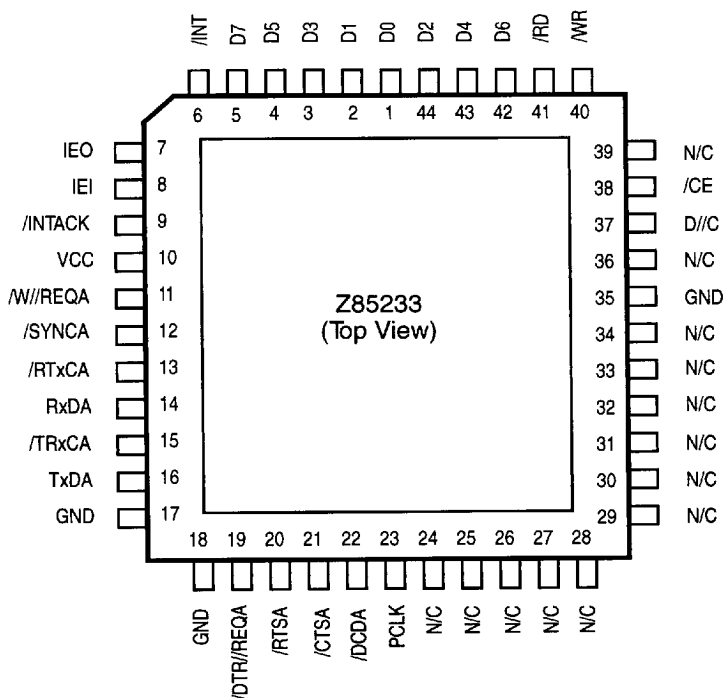 /INT D7 D5 D3 D1 D0 D2 D4 D6 /RD /WR
6 5 4 3 2 1 44 43 42 41 40
IEO 7 39 N/C
IEI 8 38 /CE
/INTACK 9 37 D//C
VCC 10 36 N/C
/W//REQA 11 35 GND
/SYNCA 12 34 N/C
/RTxCA 13 33 N/C
RxDA 14 32 N/C
/TRxCA 15 31 N/C
TxDA 16 30 N/C
GND 17 29 N/C
Z85233
(Top View)
18 19 20 21 22 23 24 25 26 27 28
GND /DTR//REQA /RTSA /CTSA /DCDA PCLK N/C N/C N/C N/C N/C